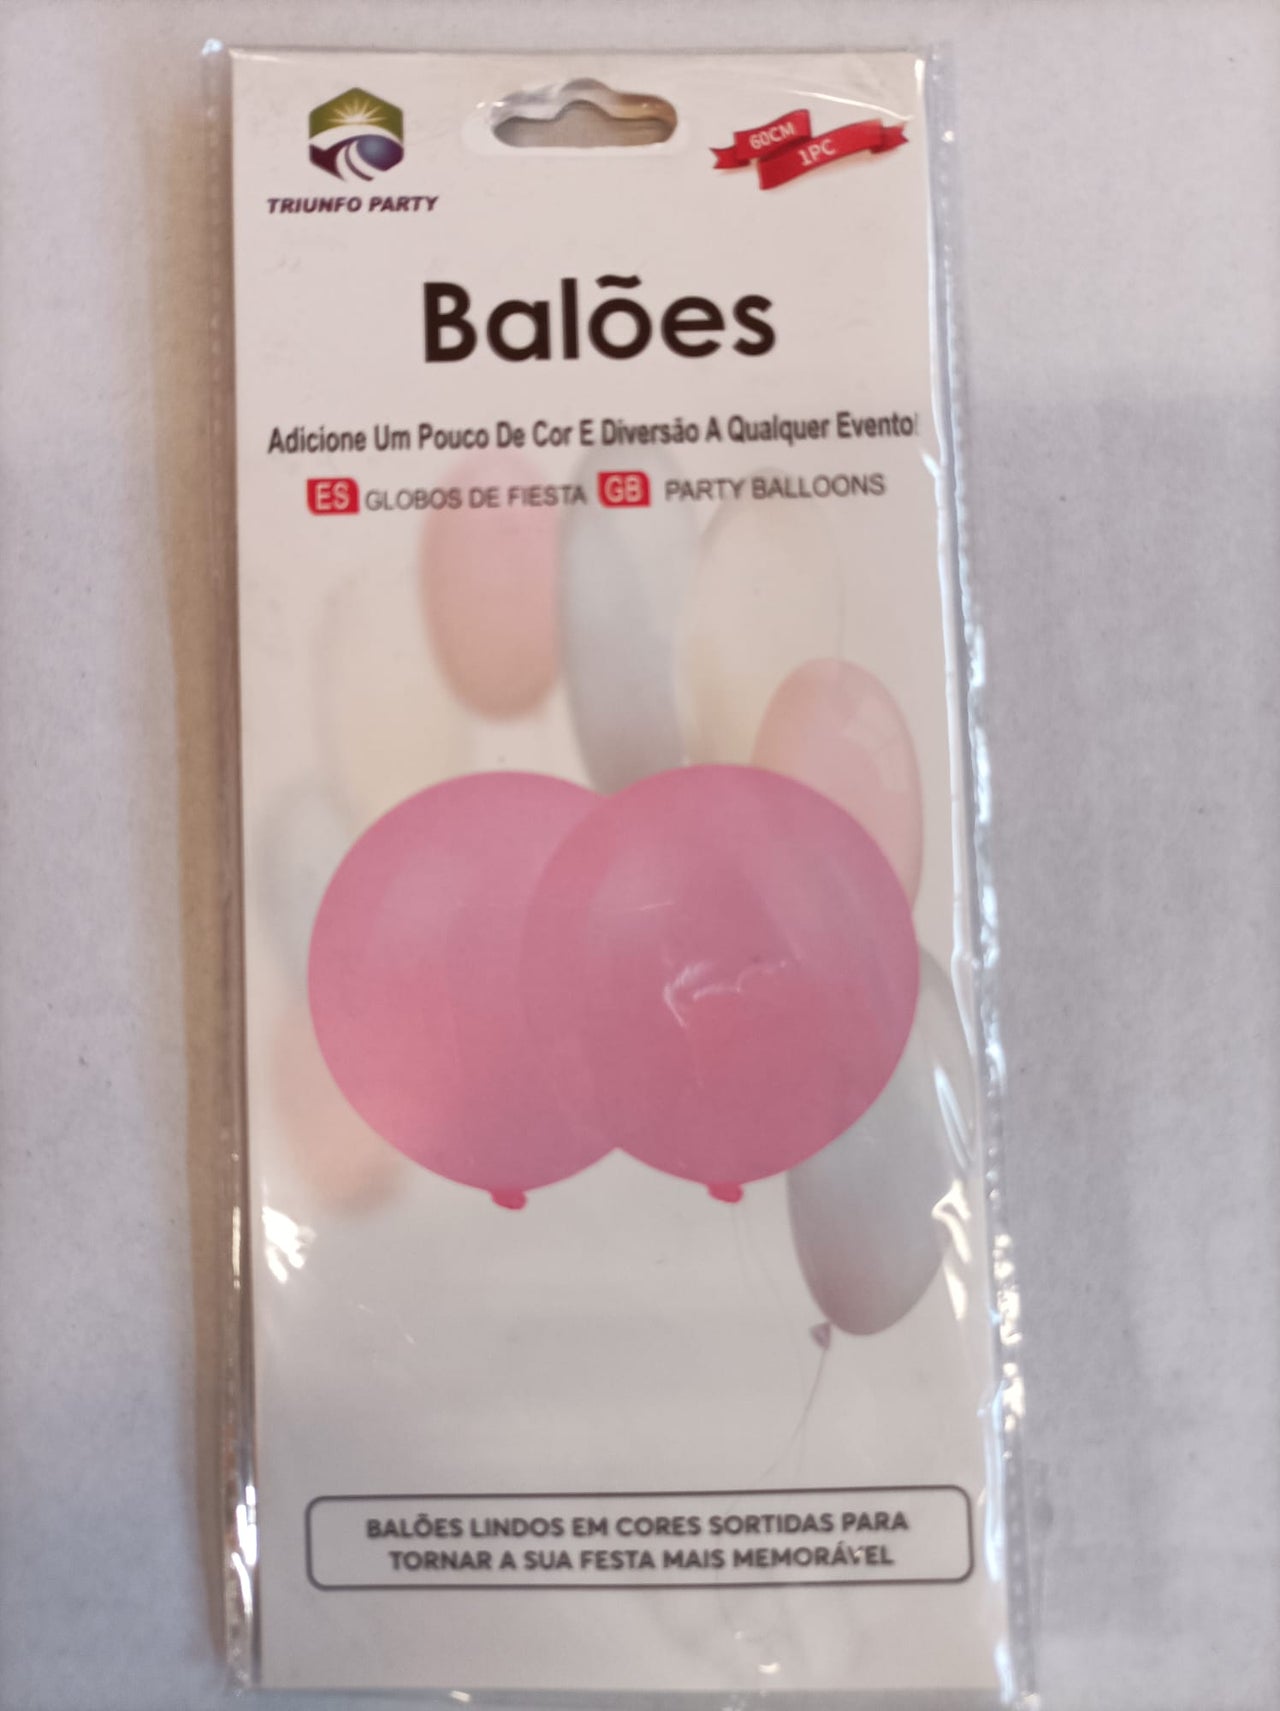 TRIUNFO PARTY
60CM
1PC
Balões
Adicione Um Pouco De Cor E Diversão A Qualquer Evento!
ES GLOBOS DE FIESTA GB PARTY BALLOONS
BALÕES LINDOS EM CORES SORTIDAS PARA
TORNAR A SUA FESTA MAIS MEMORÁVEL